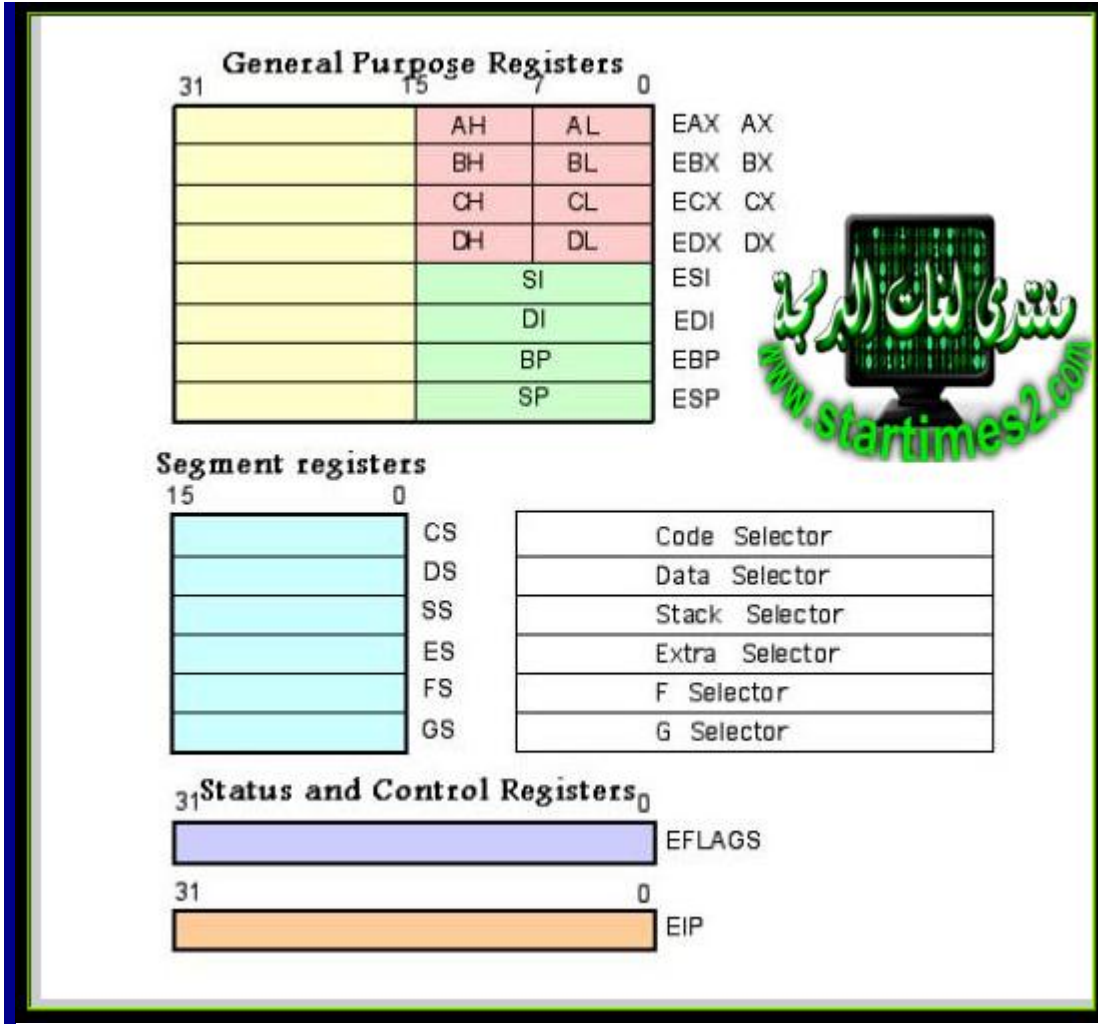 General Purpose Registers
31 15 7 0
AH AL EAX AX
BH BL EBX BX
CH CL ECX CX
DH DL EDX DX
SI ESI
DI EDI
BP EBP
SP ESP
منتدى لغات البرمجة
www.startimes2.com
Segment registers
15 0
CS Code Selector
DS Data Selector
SS Stack Selector
ES Extra Selector
FS F Selector
GS G Selector
Status and Control Registers
31 0
EFLAGS
31 0
EIP